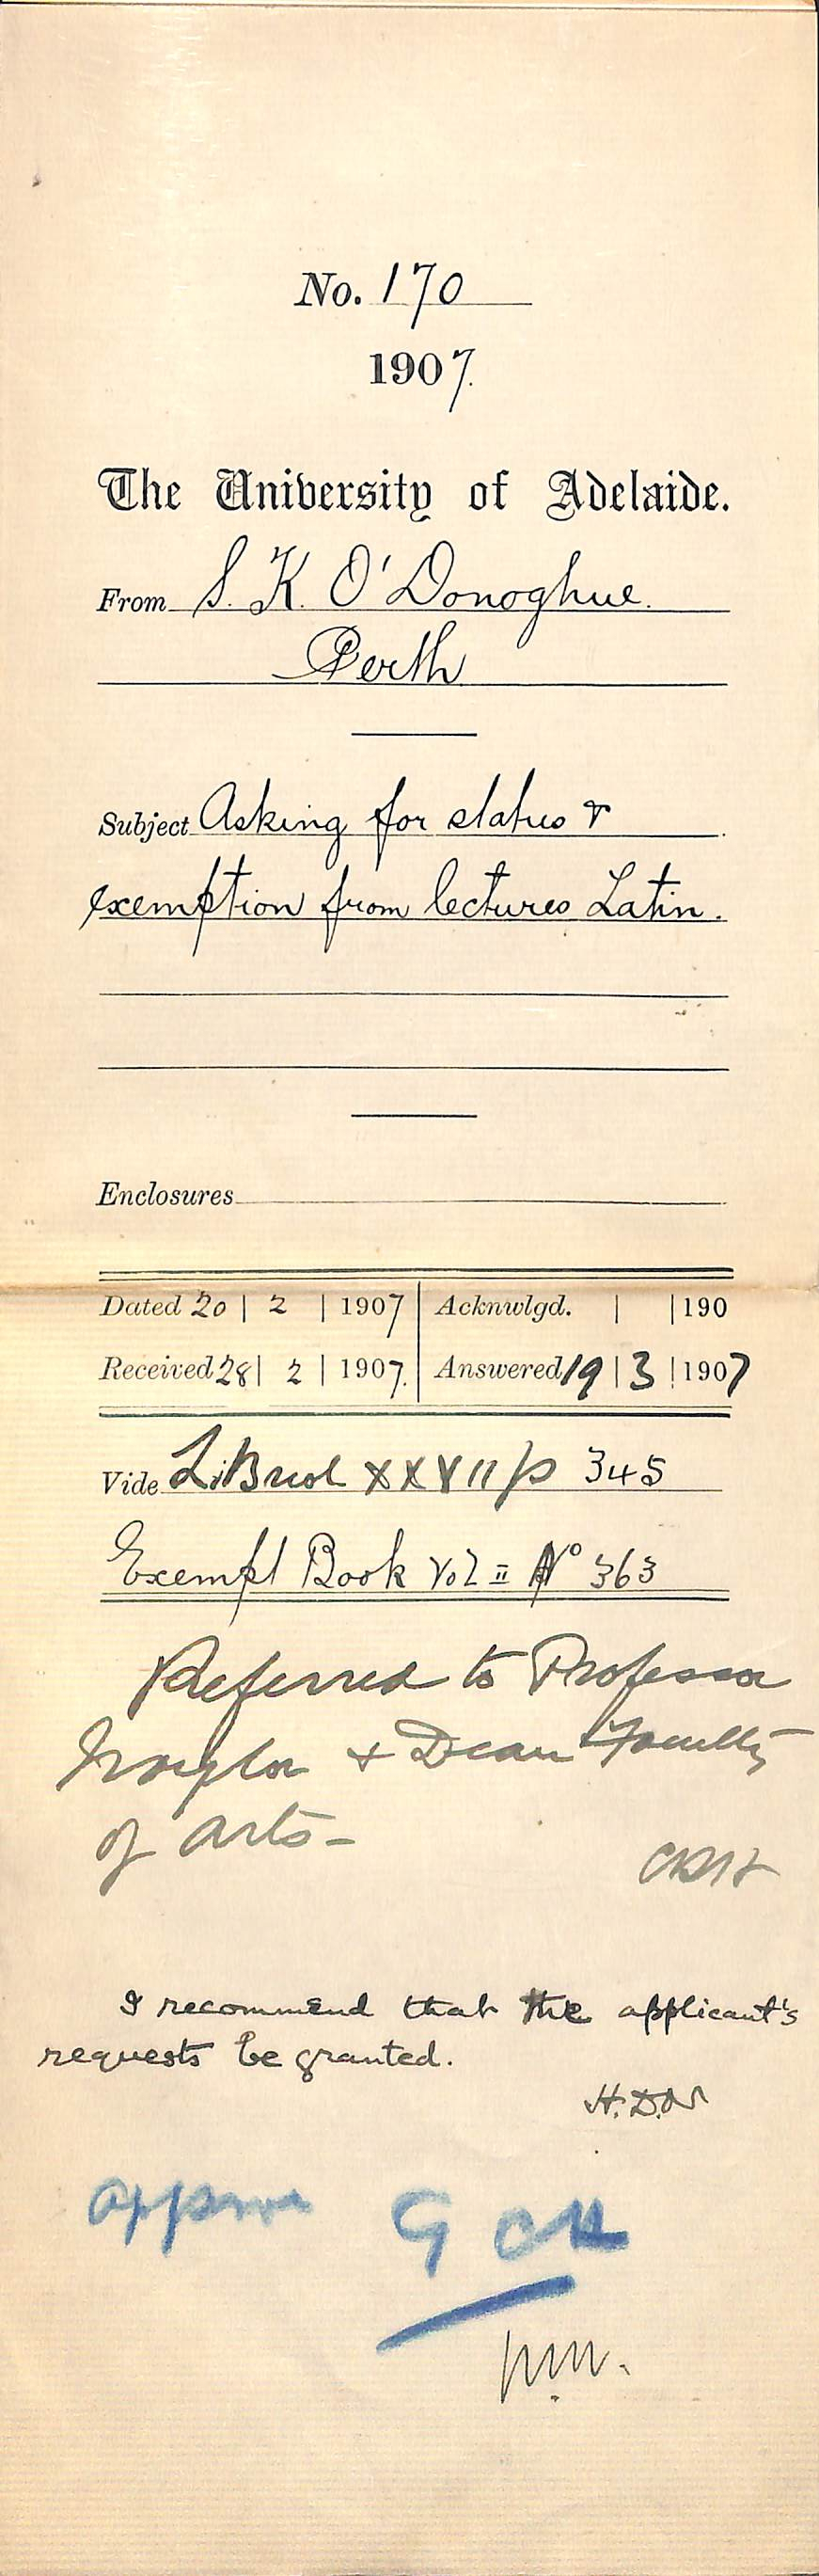 No. 170
1907.
The University of Adelaide.
From S. K. O'Donoghue.
Perth
Subject Asking for status &
exemption from lectures Latin.
Enclosures
Dated 20 | 2 | 1907 | Acknwlgd. | | 190
Received 28 | 2 | 1907. | Answered 19 | 3 | 1907
Vide XXVII p 345
Exempt Book Vol II No 363
Referred to Professor
Naylor & Dean Faculty
of Arts -
I recommend that the applicant's
requests be granted.
H.D.N
Approve G C H